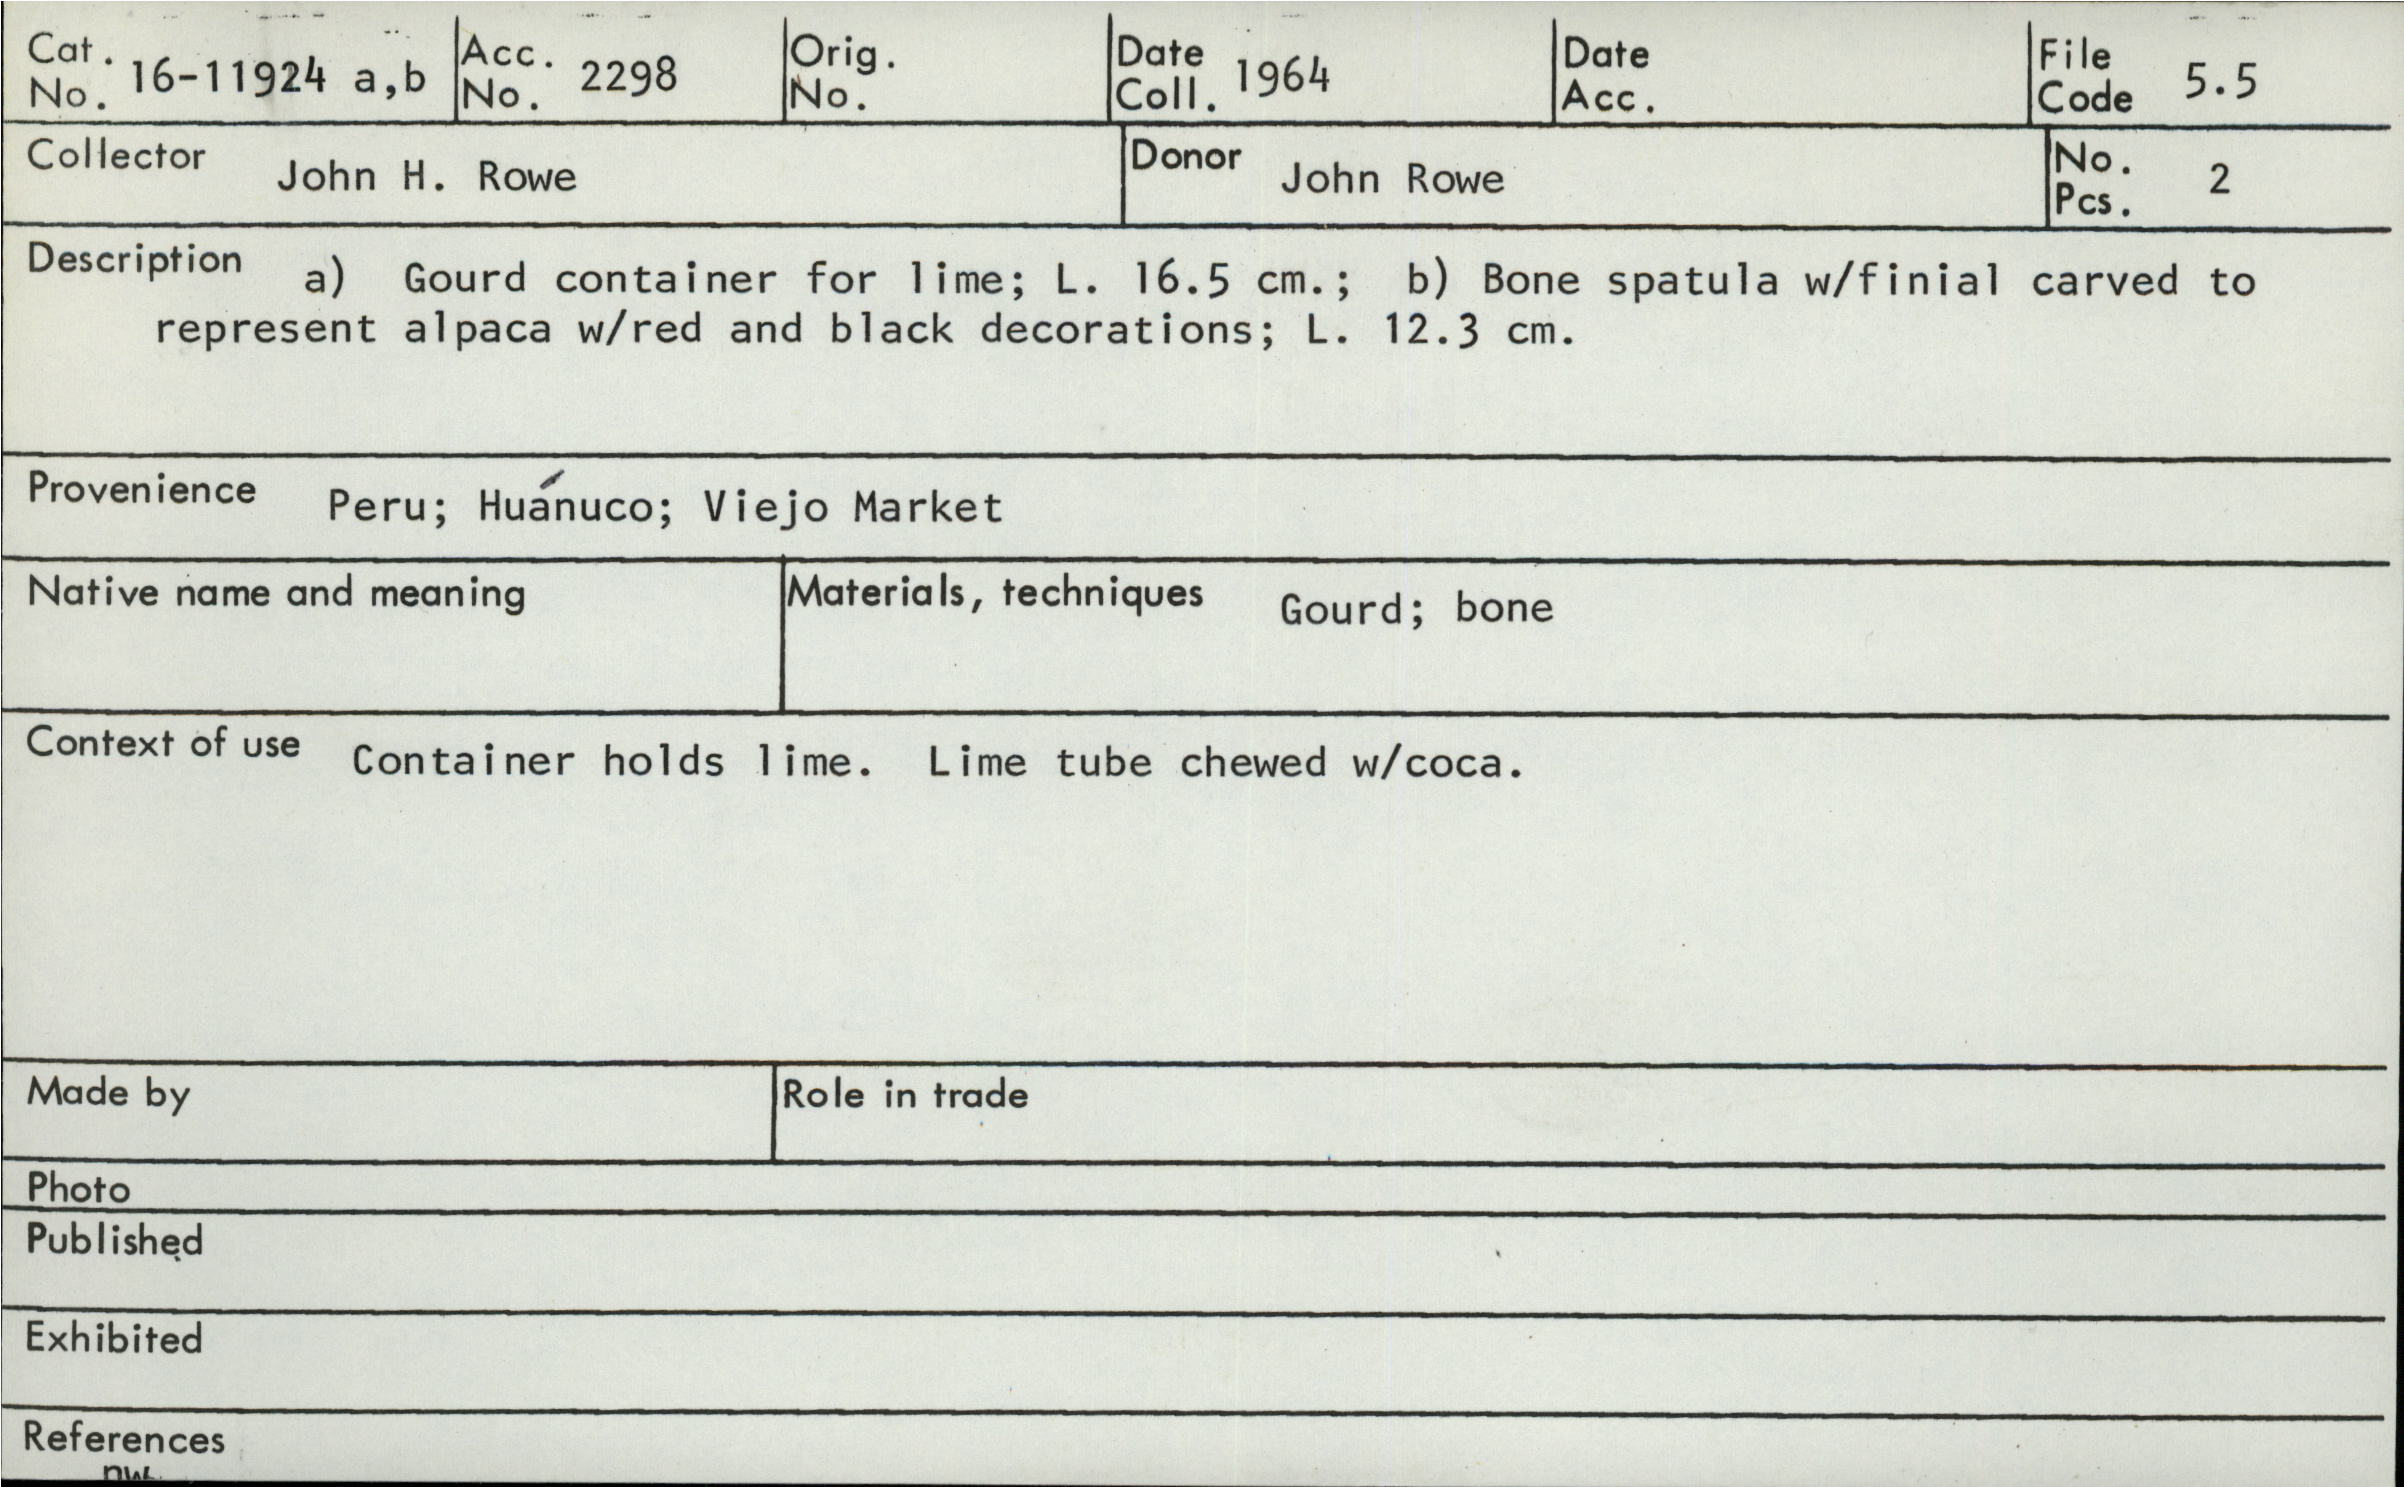 Cat. No. 16-11924 a,b Acc. No. 2298 Orig. No. Date Coll. 1964 Date Acc. File Code 5.5
Collector John H. Rowe Donor John Rowe No. Pcs. 2
Description a) Gourd container for lime; L. 16.5 cm.; b) Bone spatula w/finial carved to
represent alpaca w/red and black decorations; L. 12.3 cm.
Provenience Peru; Huánuco; Viejo Market
Native name and meaning Materials, techniques Gourd; bone
Context of use Container holds lime. Lime tube chewed w/coca.
Made by Role in trade
Photo
Published
Exhibited
References